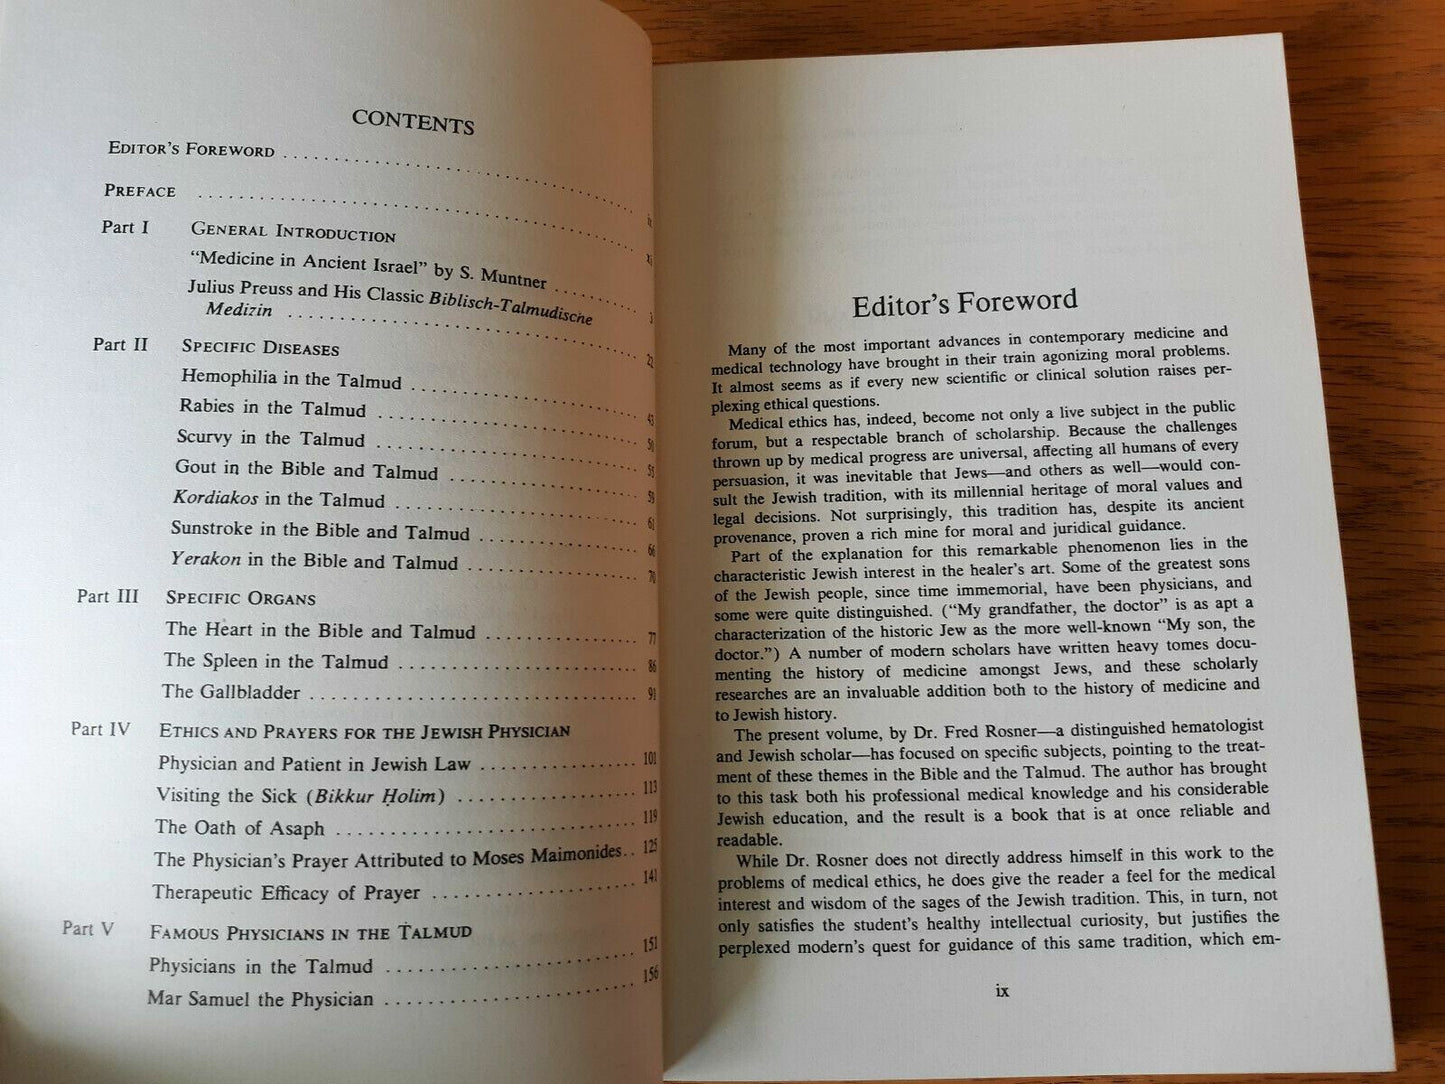 CONTENTS
EDITOR'S FOREWORD ix
PREFACE xi
Part I GENERAL INTRODUCTION
"Medicine in Ancient Israel" by S. Muntner 3
Julius Preuss and His Classic Biblisch-Talmudische
Medizin 22
Part II SPECIFIC DISEASES
Hemophilia in the Talmud 43
Rabies in the Talmud 50
Scurvy in the Talmud 55
Gout in the Bible and Talmud 59
Kordiakos in the Talmud 61
Sunstroke in the Bible and Talmud 66
Yerakon in the Bible and Talmud 70
Part III SPECIFIC ORGANS
The Heart in the Bible and Talmud 77
The Spleen in the Talmud 86
The Gallbladder 91
Part IV ETHICS AND PRAYERS FOR THE JEWISH PHYSICIAN
Physician and Patient in Jewish Law 101
Visiting the Sick (Bikkur Ḥolim) 113
The Oath of Asaph 119
The Physician's Prayer Attributed to Moses Maimonides 125
Therapeutic Efficacy of Prayer 141
Part V FAMOUS PHYSICIANS IN THE TALMUD
Physicians in the Talmud 151
Mar Samuel the Physician 156
Editor's Foreword
Many of the most important advances in contemporary medicine and
medical technology have brought in their train agonizing moral problems.
It almost seems as if every new scientific or clinical solution raises per-
plexing ethical questions.
Medical ethics has, indeed, become not only a live subject in the public
forum, but a respectable branch of scholarship. Because the challenges
thrown up by medical progress are universal, affecting all humans of every
persuasion, it was inevitable that Jews—and others as well—would con-
sult the Jewish tradition, with its millennial heritage of moral values and
legal decisions. Not surprisingly, this tradition has, despite its ancient
provenance, proven a rich mine for moral and juridical guidance.
Part of the explanation for this remarkable phenomenon lies in the
characteristic Jewish interest in the healer's art. Some of the greatest sons
of the Jewish people, since time immemorial, have been physicians, and
some were quite distinguished. ("My grandfather, the doctor" is as apt a
characterization of the historic Jew as the more well-known "My son, the
doctor.") A number of modern scholars have written heavy tomes docu-
menting the history of medicine amongst Jews, and these scholarly
researches are an invaluable addition both to the history of medicine and
to Jewish history.
The present volume, by Dr. Fred Rosner—a distinguished hematologist
and Jewish scholar—has focused on specific subjects, pointing to the treat-
ment of these themes in the Bible and the Talmud. The author has brought
to this task both his professional medical knowledge and his considerable
Jewish education, and the result is a book that is at once reliable and
readable.
While Dr. Rosner does not directly address himself in this work to the
problems of medical ethics, he does give the reader a feel for the medical
interest and wisdom of the sages of the Jewish tradition. This, in turn, not
only satisfies the student's healthy intellectual curiosity, but justifies the
perplexed modern's quest for guidance of this same tradition, which em-
ix